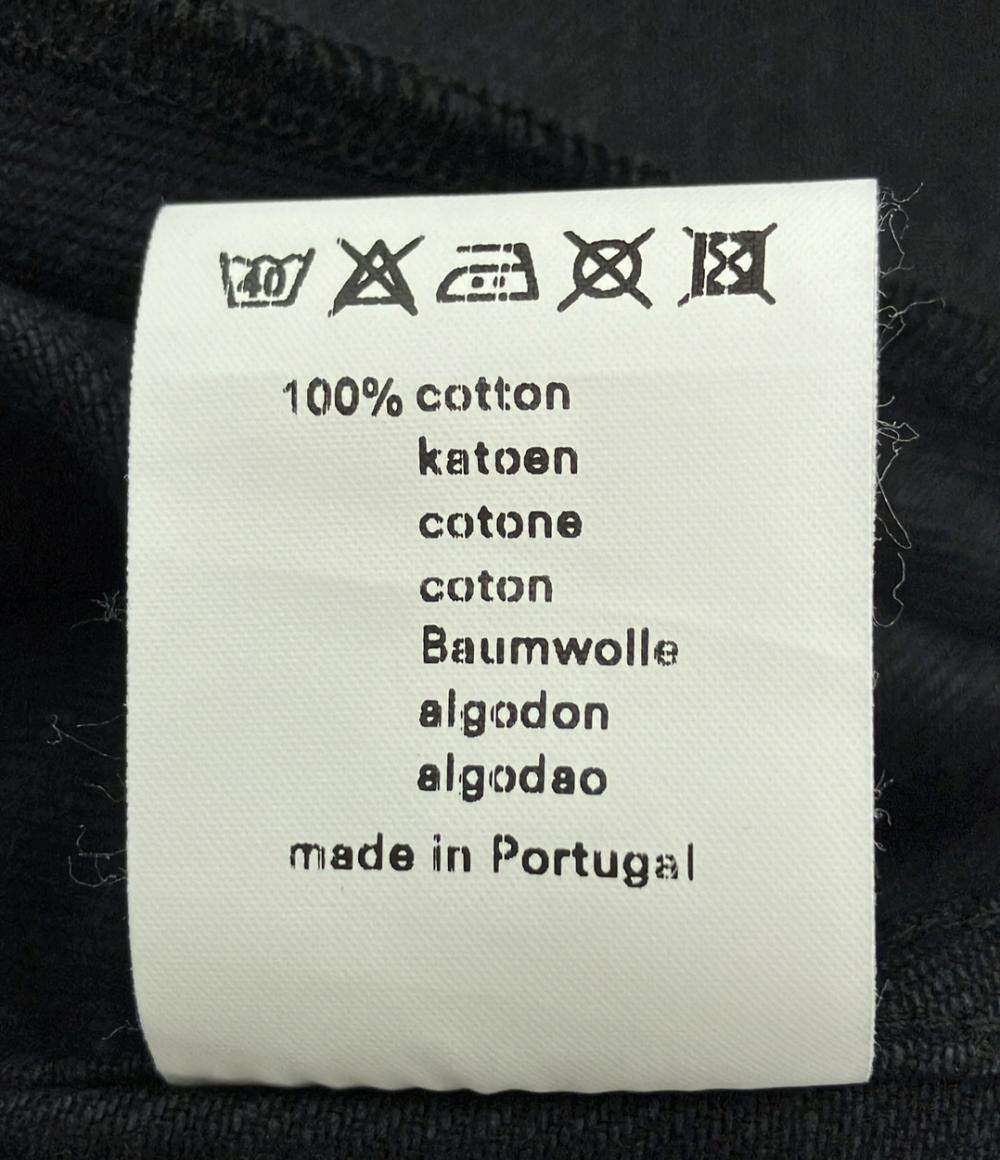 40
100% cotton
katoen
cotone
coton
Baumwolle
algodon
algodao
made in Portugal